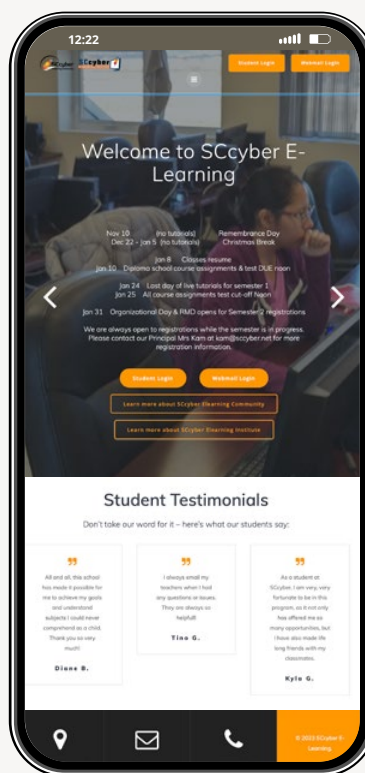 12:22
SCcyber SCcyber
Student Login Webmail Login
Welcome to SCcyber E-
Learning
Nov 10 (no tutorials) Remembrance Day
Dec 22 - Jan 5 (no tutorials) Christmas Break
Jan 8 Classes resume
Jan 10 Diploma school course assignments & test DUE noon
Jan 24 Last day of live tutorials for semester 1
Jan 25 All course assignments test cut-off Noon
Jan 31 Organizational Day & RMO opens for Semester 2 registrations
We are always open to registrations while the semester is in progress.
Please contact our Principal Mrs Kam at kam@sccyber.net for more
registration information.
Student Login Webmail Login
Learn more about SCcyber Elearning Community
Learn more about SCcyber Elearning Institute
Student Testimonials
Don't take our word for it – here's what our students say:
All and all, this school
has made it possible for
me to achieve my goals
and understand
subjects I could never
comprehend as a child.
Thank you so very
much!
Diane B.
I always email my
teachers when I had
any questions or issues.
They are always so
helpful!
Tino G.
As a student at
SCcyber, I am very, very
fortunate to be in this
program, as it not only
has offered me so
many opportunities, but
I have also made life
long friends with my
classmates.
Kyla G.
© 2023 SCcyber E-
Learning.